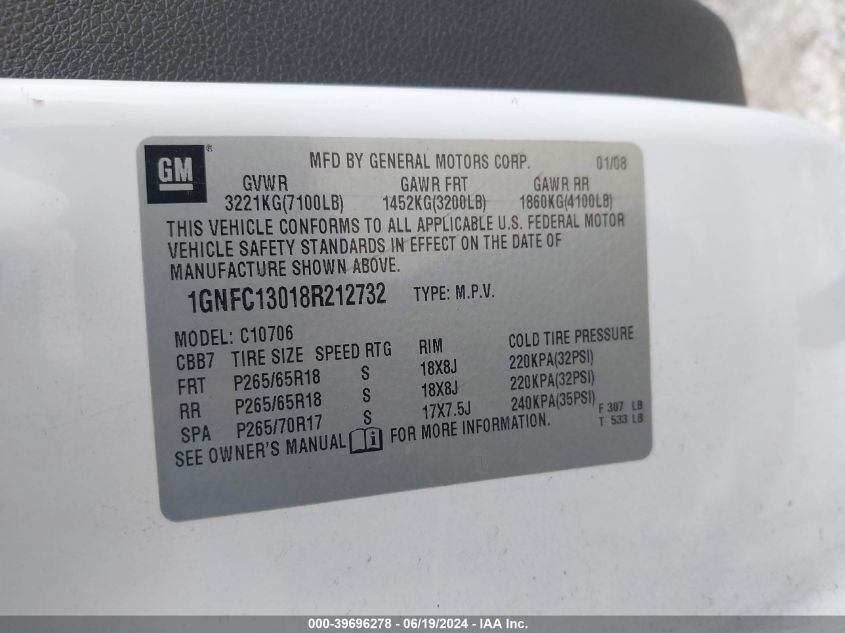 GM ® MFD BY GENERAL MOTORS CORP. 01/08
GVWR GAWR FRT GAWR RR
3221KG(7100LB) 1452KG(3200LB) 1860KG(4100LB)
THIS VEHICLE CONFORMS TO ALL APPLICABLE U.S. FEDERAL MOTOR
VEHICLE SAFETY STANDARDS IN EFFECT ON THE DATE OF
MANUFACTURE SHOWN ABOVE.
1GNFC13018R212732 TYPE: M.P.V.
MODEL: C10706
CBB7 TIRE SIZE SPEED RTG RIM COLD TIRE PRESSURE
FRT P265/65R18 S 18X8J 220KPA(32PSI)
RR P265/65R18 S 18X8J 220KPA(32PSI)
SPA P265/70R17 S 17X7.5J 240KPA(35PSI) F 307 LB
SEE OWNER'S MANUAL FOR MORE INFORMATION. T 533 LB
000-39696278 - 06/19/2024 - IAA Inc.